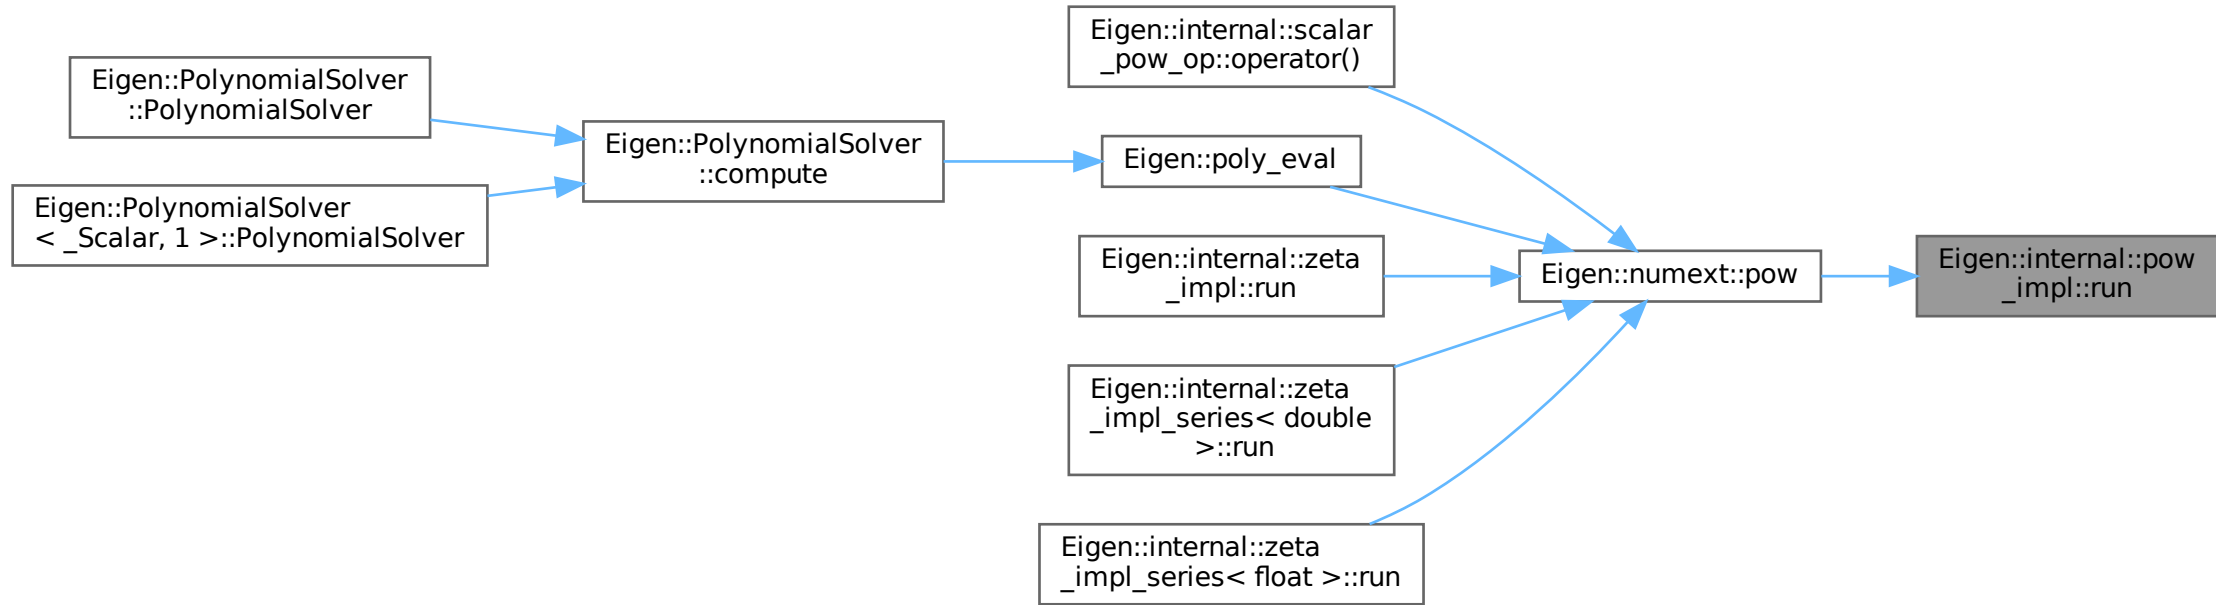 Eigen::PolynomialSolver
::PolynomialSolver
Eigen::PolynomialSolver
< _Scalar, 1 >::PolynomialSolver
Eigen::PolynomialSolver
::compute
Eigen::internal::scalar
_pow_op::operator()
Eigen::poly_eval
Eigen::internal::zeta
_impl::run
Eigen::internal::zeta
_impl_series< double
>::run
Eigen::internal::zeta
_impl_series< float >::run
Eigen::numext::pow
Eigen::internal::pow
_impl::run